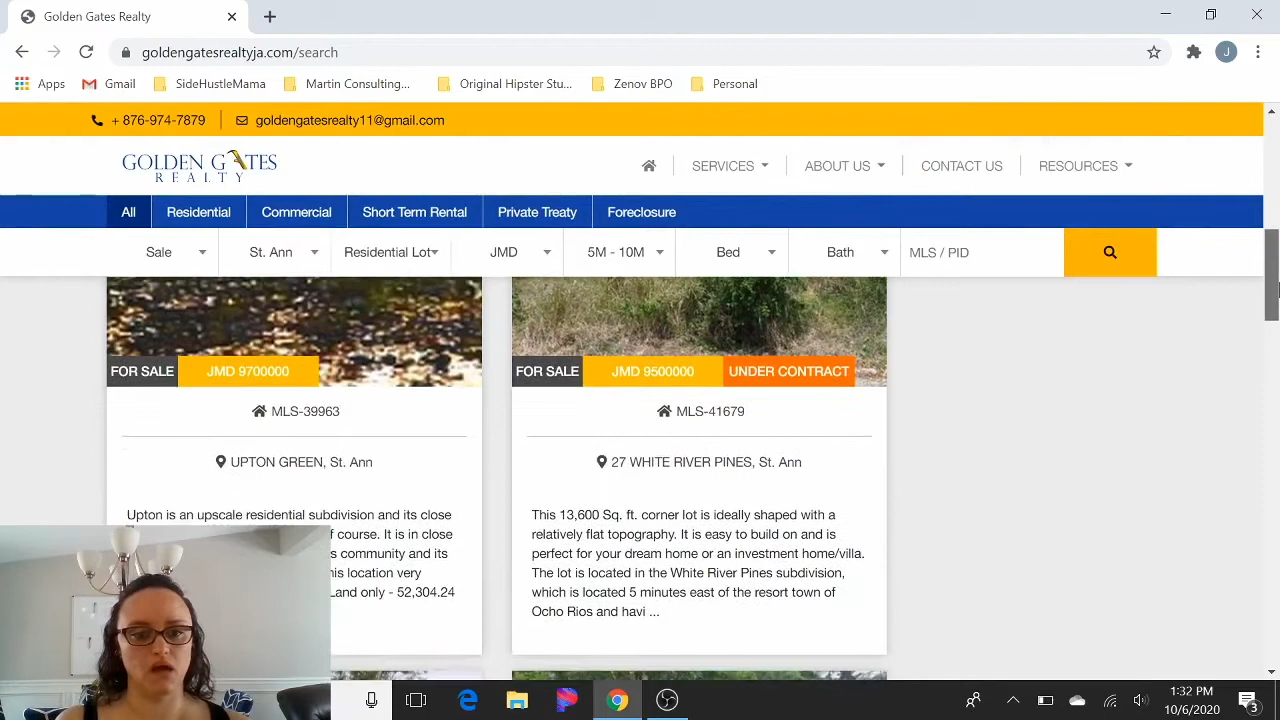 Golden Gates Realty
goldengatesrealtyja.com/search
J
Apps
Gmail
SideHustleMama
Martin Consulting...
Original Hipster Stu...
Zenov BPO
Personal
+ 876-974-7879
goldengatesrealty11@gmail.com
GOLDEN GATES
REALTY
SERVICES
ABOUT US
CONTACT US
RESOURCES
All
Residential
Commercial
Short Term Rental
Private Treaty
Foreclosure
Sale
St. Ann
Residential Lot
JMD
5M - 10M
Bed
Bath
MLS / PID
FOR SALE
JMD 9700000
MLS-39963
UPTON GREEN, St. Ann
Upton is an upscale residential subdivision and its close
f course. It is in close
s community and its
his location very
Land only - 52,304.24
FOR SALE
JMD 9500000
UNDER CONTRACT
MLS-41679
27 WHITE RIVER PINES, St. Ann
This 13,600 Sq. ft. corner lot is ideally shaped with a
relatively flat topography. It is easy to build on and is
perfect for your dream home or an investment home/villa.
The lot is located in the White River Pines subdivision,
which is located 5 minutes east of the resort town of
Ocho Rios and havi ...
1:32 PM
10/6/2020
3